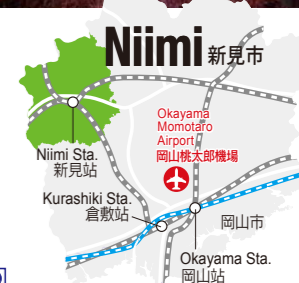 Niimi 新見市
Okayama
Momotaro
Airport
岡山桃太郎機場
Niimi Sta.
新見站
Kurashiki Sta.
倉敷站
岡山市
Okayama Sta.
岡山站